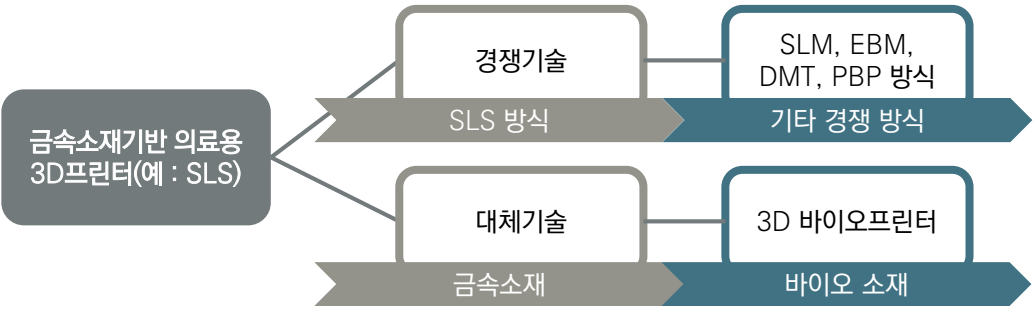 금속소재기반 의료용
3D프린터(예 : SLS)
경쟁기술
SLM, EBM,
DMT, PBP 방식
SLS 방식
기타 경쟁 방식
대체기술
3D 바이오프린터
금속소재
바이오 소재